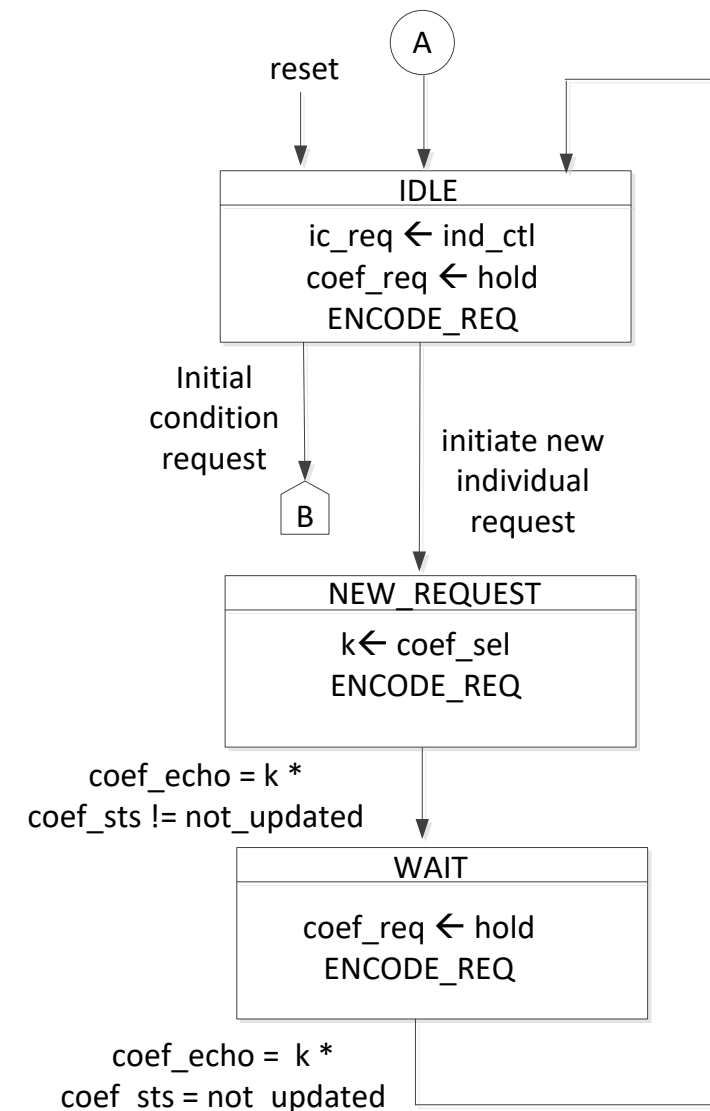 A
reset
IDLE
ic_req ← ind_ctl
coef_req ← hold
ENCODE_REQ
Initial
condition
request
B
initiate new
individual
request
NEW_REQUEST
k← coef_sel
ENCODE_REQ
coef_echo = k *
coef_sts != not_updated
WAIT
coef_req ← hold
ENCODE_REQ
coef_echo = k *
coef_sts = not_updated